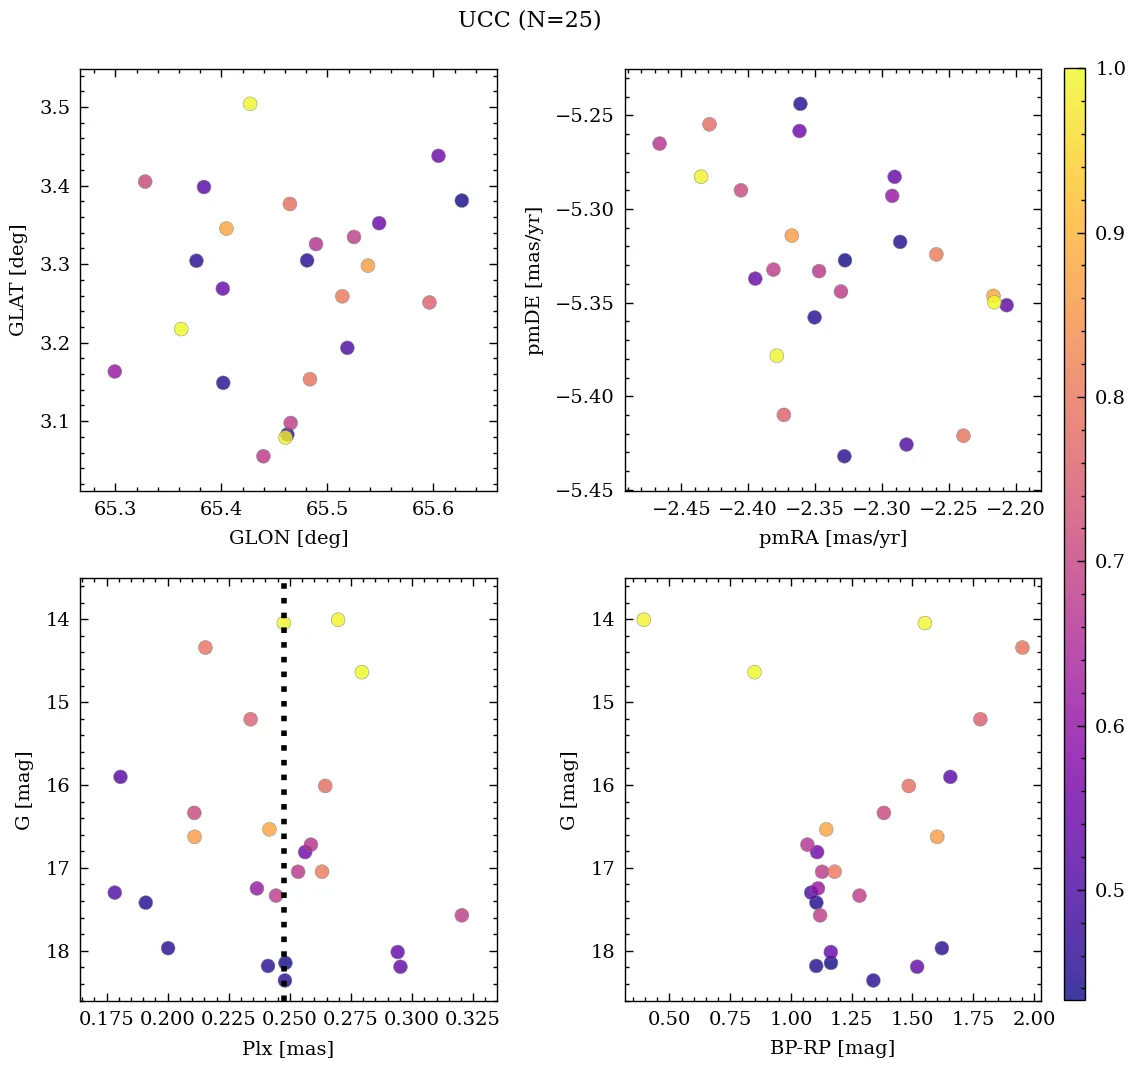 UCC (N=25)
3.5
3.4
3.3
3.2
3.1
GLAT [deg]
65.3 65.4 65.5 65.6
GLON [deg]
−5.25
−5.30
−5.35
−5.40
−5.45
pmDE [mas/yr]
−2.45 −2.40 −2.35 −2.30 −2.25 −2.20
pmRA [mas/yr]
14
15
16
17
18
G [mag]
0.175 0.200 0.225 0.250 0.275 0.300 0.325
Plx [mas]
14
15
16
17
18
G [mag]
0.50 0.75 1.00 1.25 1.50 1.75 2.00
BP-RP [mag]
1.0
0.9
0.8
0.7
0.6
0.5